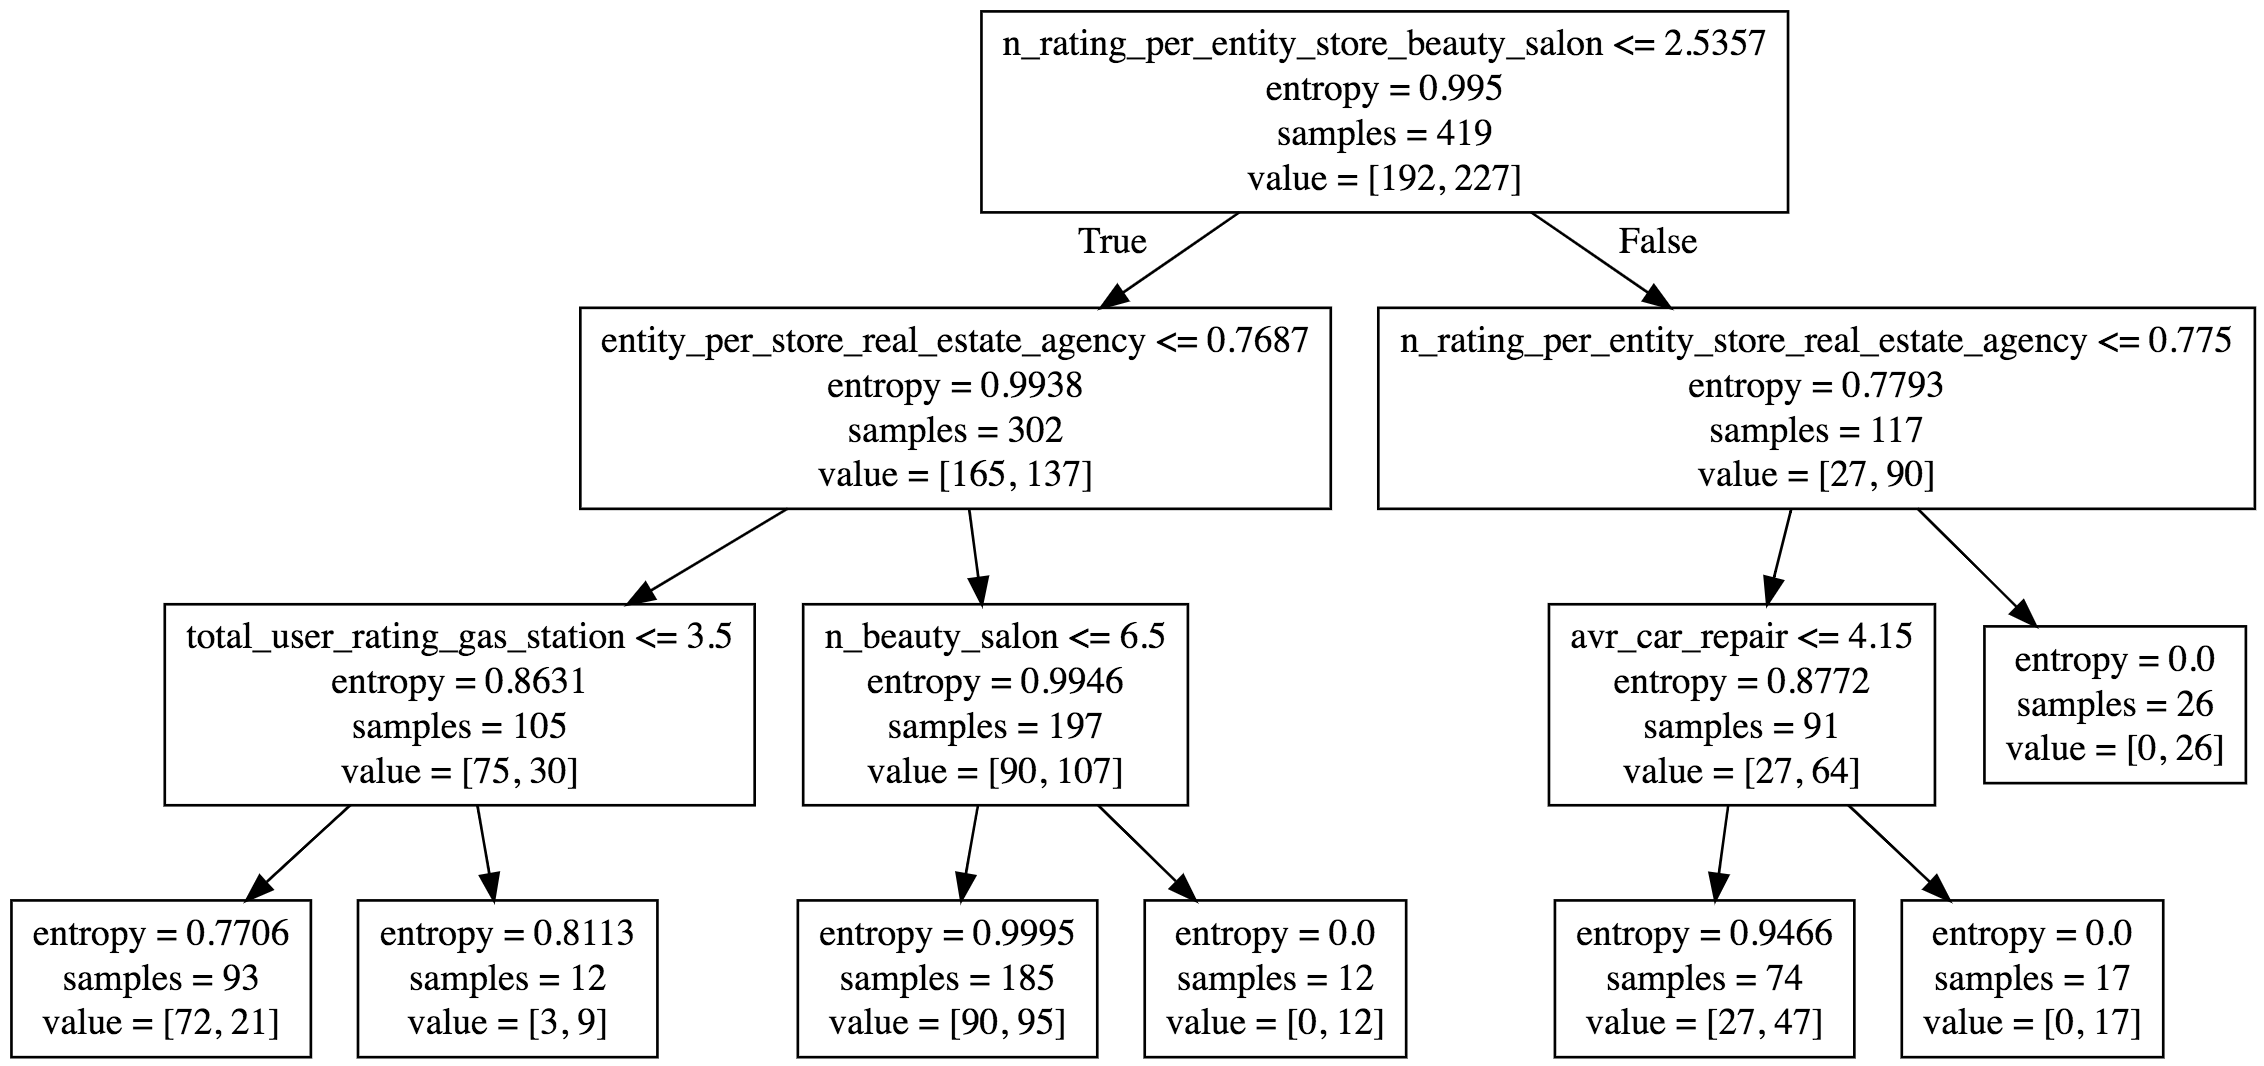 n_rating_per_entity_store_beauty_salon <= 2.5357
entropy = 0.995
samples = 419
value = [192, 227]
True
False
entity_per_store_real_estate_agency <= 0.7687
entropy = 0.9938
samples = 302
value = [165, 137]
n_rating_per_entity_store_real_estate_agency <= 0.775
entropy = 0.7793
samples = 117
value = [27, 90]
total_user_rating_gas_station <= 3.5
entropy = 0.8631
samples = 105
value = [75, 30]
n_beauty_salon <= 6.5
entropy = 0.9946
samples = 197
value = [90, 107]
avr_car_repair <= 4.15
entropy = 0.8772
samples = 91
value = [27, 64]
entropy = 0.0
samples = 26
value = [0, 26]
entropy = 0.7706
samples = 93
value = [72, 21]
entropy = 0.8113
samples = 12
value = [3, 9]
entropy = 0.9995
samples = 185
value = [90, 95]
entropy = 0.0
samples = 12
value = [0, 12]
entropy = 0.9466
samples = 74
value = [27, 47]
entropy = 0.0
samples = 17
value = [0, 17]